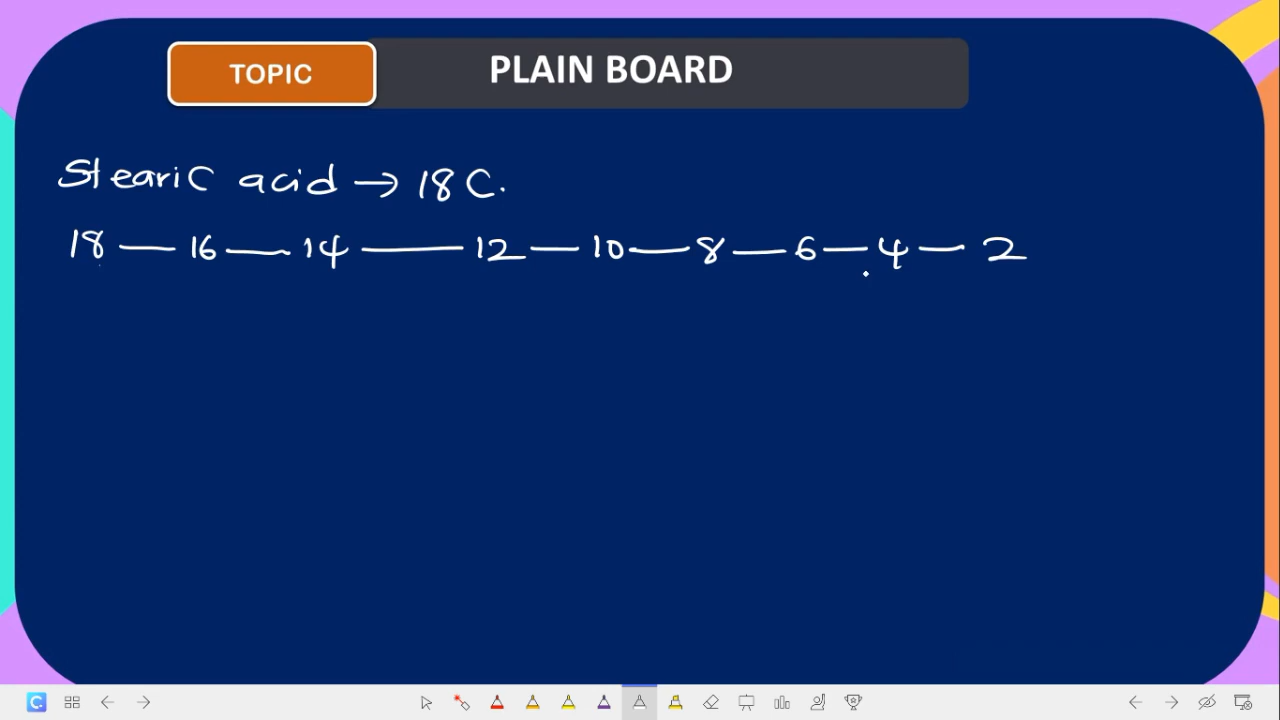 TOPIC PLAIN BOARD
Stearic acid → 18 C.
18 — 16 — 14 — 12 — 10 — 8 — 6 — 4 — 2